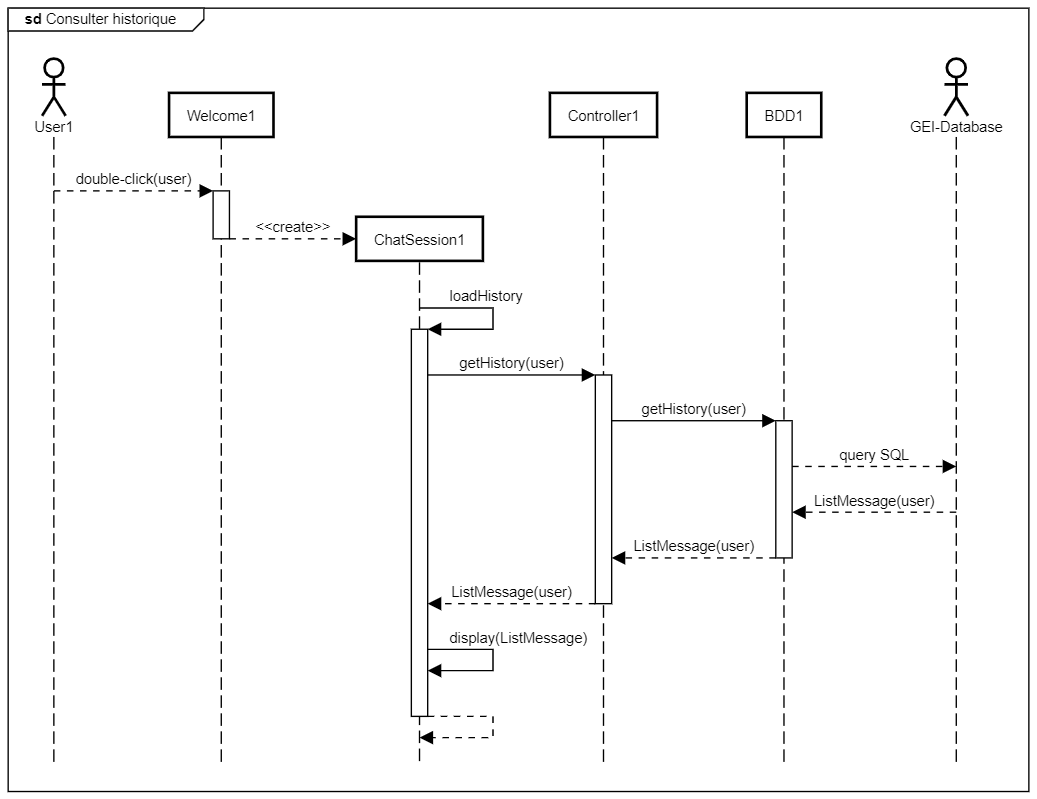 sd Consulter historique
User1
Welcome1
Controller1
BDD1
GEI-Database
double-click(user)
<<create>>
ChatSession1
loadHistory
getHistory(user)
getHistory(user)
query SQL
ListMessage(user)
ListMessage(user)
ListMessage(user)
display(ListMessage)